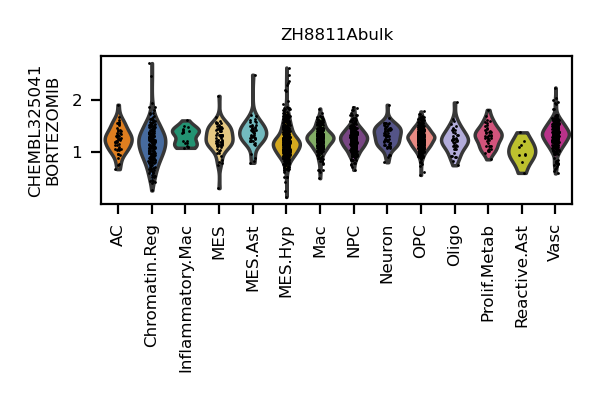 ZH8811Abulk
CHEMBL325041
BORTEZOMIB
2
1
AC
Chromatin.Reg
Inflammatory.Mac
MES
MES.Ast
MES.Hyp
Mac
NPC
Neuron
OPC
Oligo
Prolif.Metab
Reactive.Ast
Vasc